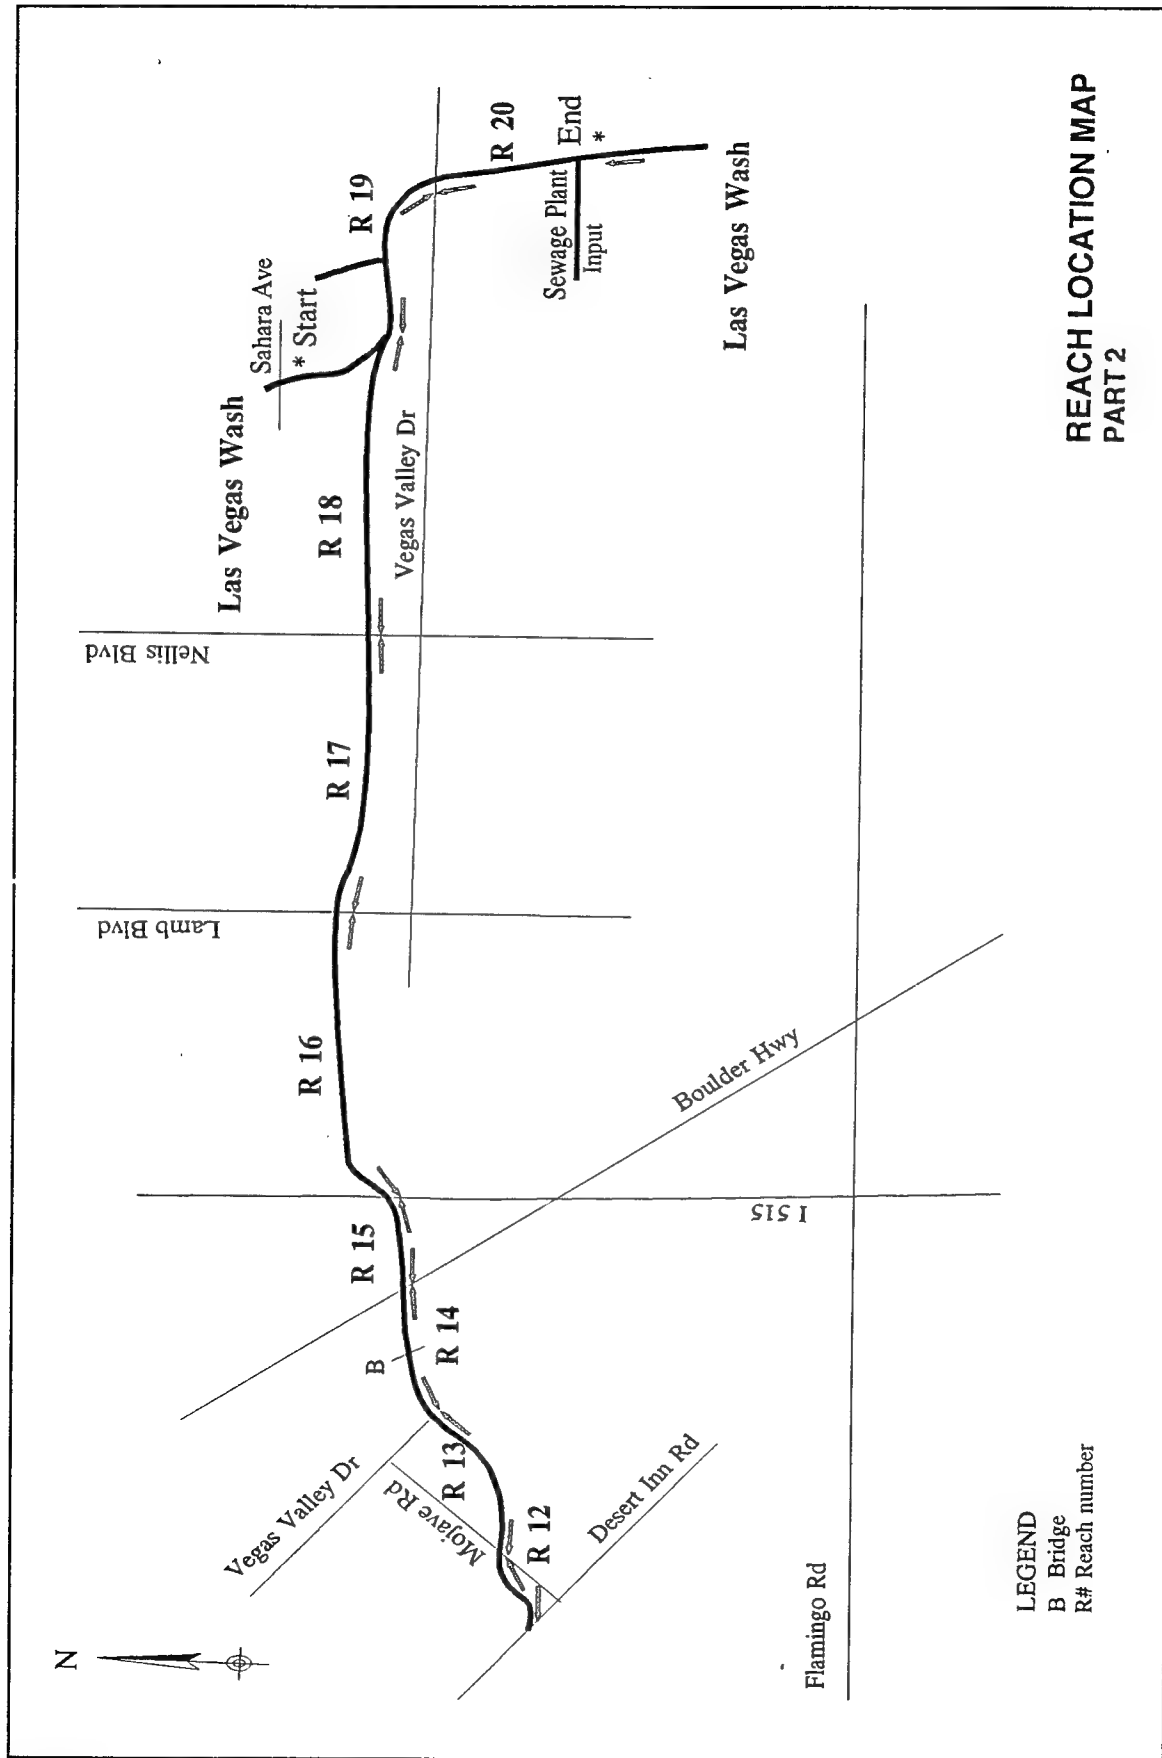 N
Vegas Valley Dr
Mojave Rd
R 12
R 13
Desert Inn Rd
B
R 14
R 15
I 515
Boulder Hwy
R 16
Lamb Blvd
R 17
Nellis Blvd
Vegas Valley Dr
R 18
Las Vegas Wash
Sahara Ave
* Start
R 19
R 20
Sewage Plant
Input
End
*
Las Vegas Wash
Flamingo Rd
LEGEND
B Bridge
R# Reach number
REACH LOCATION MAP
PART 2